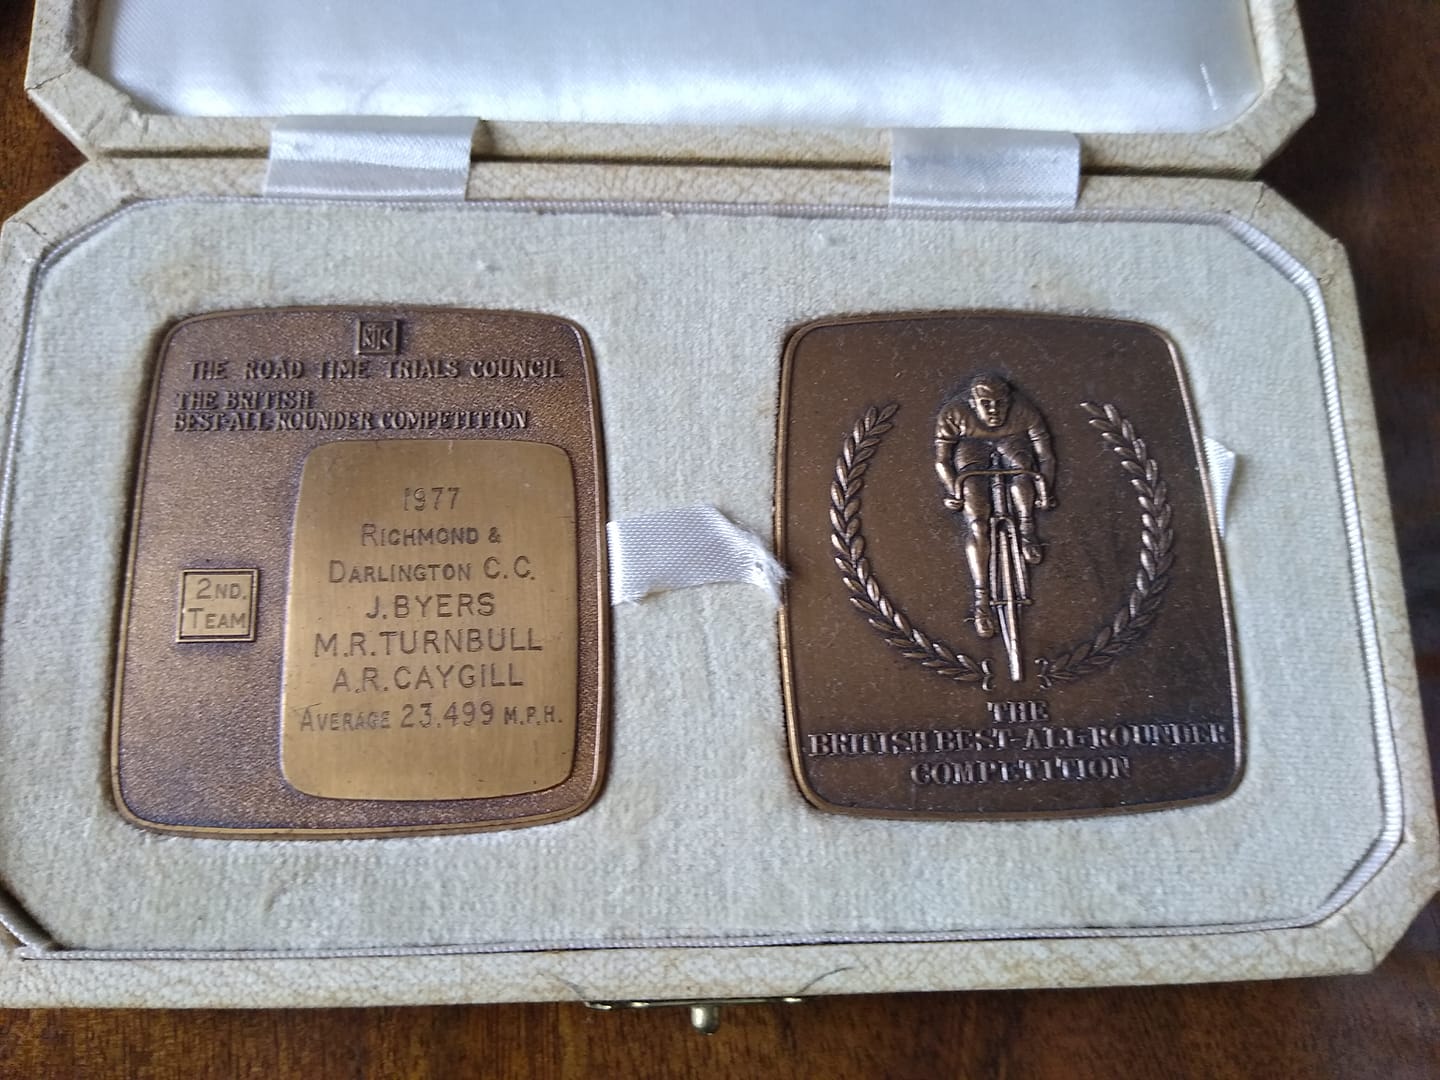 THE ROAD TIME TRIALS COUNCIL
THE BRITISH
BEST-ALL-ROUNDER COMPETITION
1977
RICHMOND &
DARLINGTON C.C.
J.BYERS
M.R.TURNBULL
A.R.CAYGILL
AVERAGE 23.499 M.P.H.
2ND.
TEAM
THE
BRITISH BEST-ALL-ROUNDER
COMPETITION